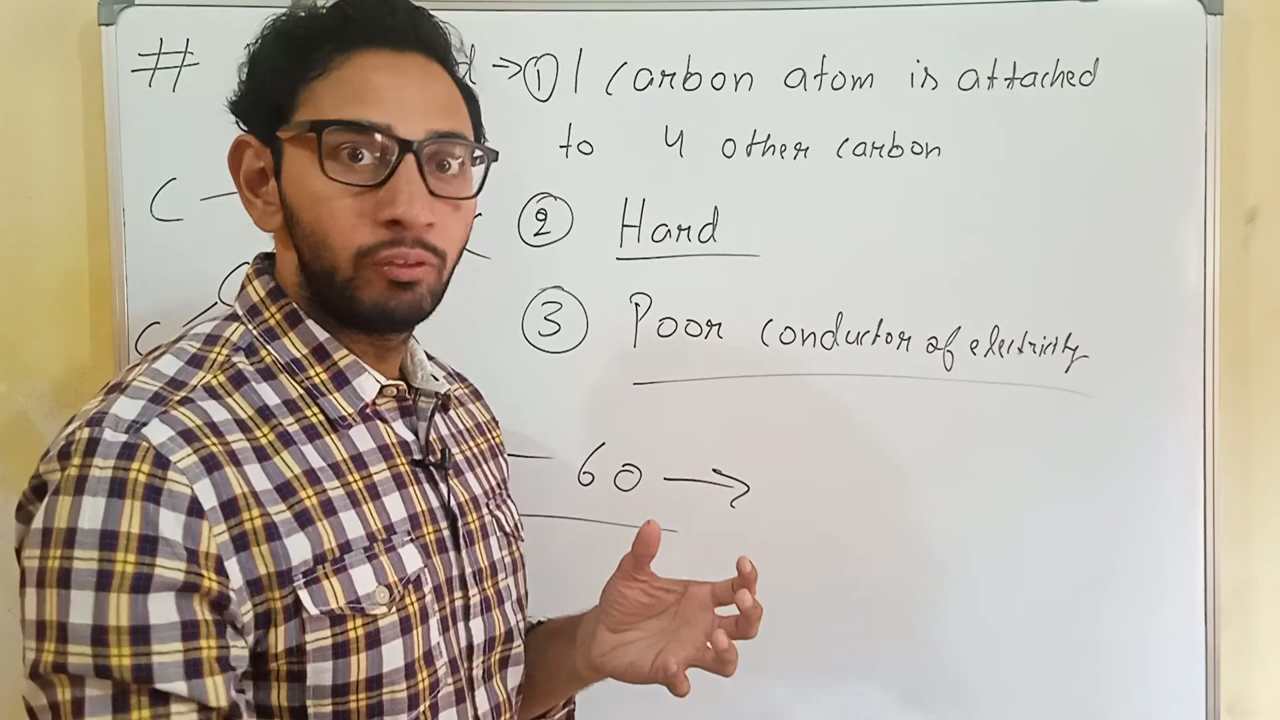 # d → ① 1 carbon atom is attached
to 4 other carbon
C —
② Hard
C
③ Poor conductor of electricity
C
— 60 →